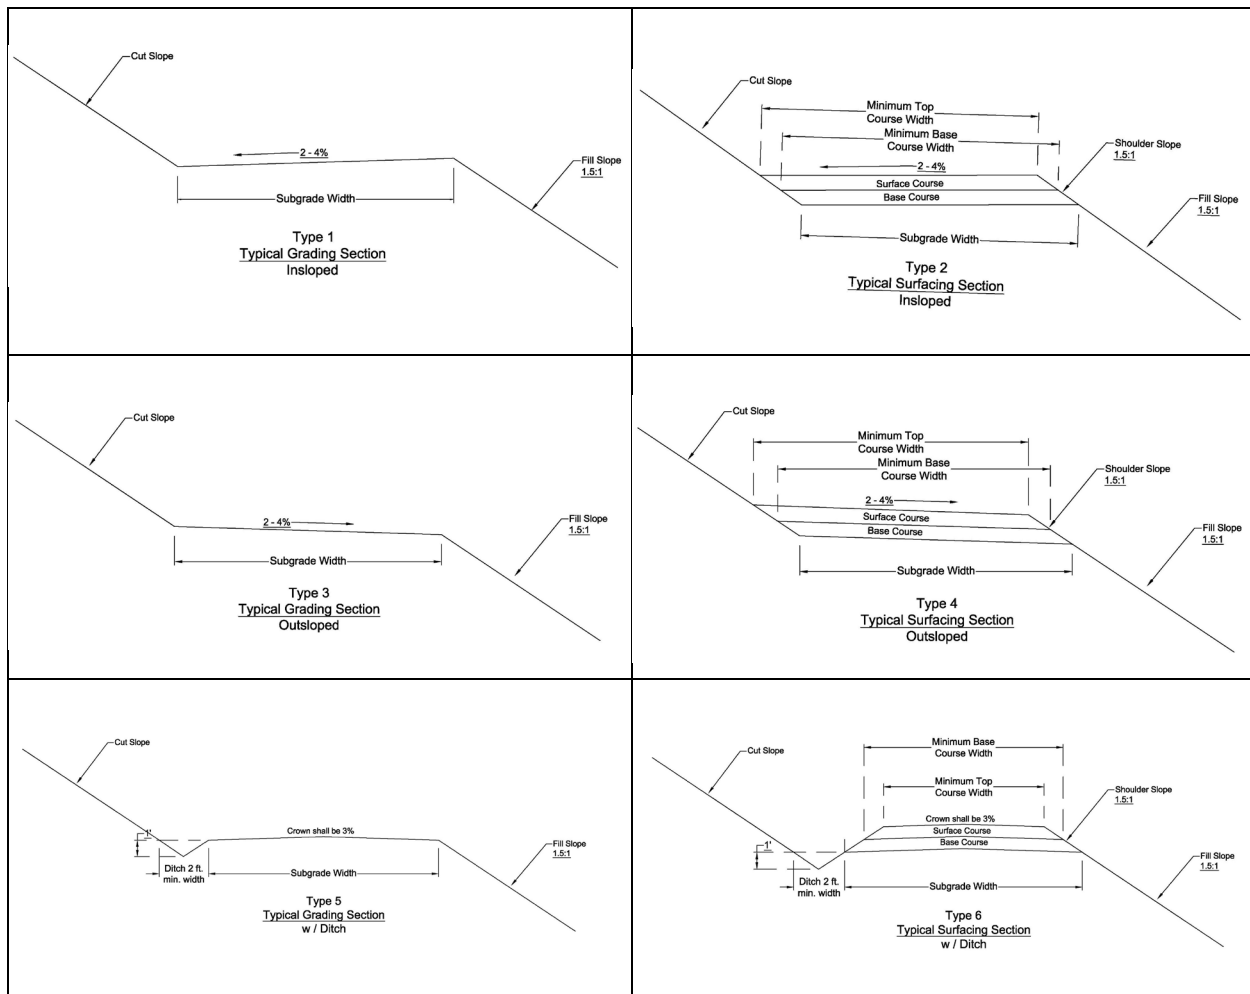 Cut Slope
2 - 4%
Fill Slope
1.5:1
Subgrade Width
Type 1
Typical Grading Section
Insloped
Cut Slope
Minimum Top
Course Width
Minimum Base
Course Width
Shoulder Slope
1.5:1
2 - 4%
Surface Course
Base Course
Fill Slope
1.5:1
Subgrade Width
Type 2
Typical Surfacing Section
Insloped
Cut Slope
2 - 4%
Fill Slope
1.5:1
Subgrade Width
Type 3
Typical Grading Section
Outsloped
Cut Slope
Minimum Top
Course Width
Minimum Base
Course Width
Shoulder Slope
1.5:1
2 - 4%
Surface Course
Base Course
Fill Slope
1.5:1
Subgrade Width
Type 4
Typical Surfacing Section
Outsloped
Cut Slope
1'
Crown shall be 3%
Fill Slope
1.5:1
Ditch 2 ft.
min. width
Subgrade Width
Type 5
Typical Grading Section
w / Ditch
Cut Slope
Minimum Base
Course Width
Minimum Top
Course Width
Shoulder Slope
1.5:1
Crown shall be 3%
Surface Course
Base Course
1'
Fill Slope
1.5:1
Ditch 2 ft.
min. width
Subgrade Width
Type 6
Typical Surfacing Section
w / Ditch